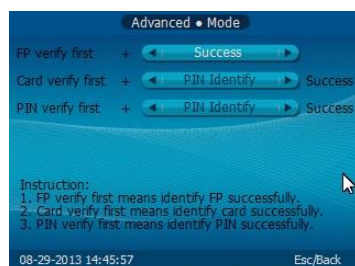 Advanced ● Mode
FP verify first + Success
Card verify first + PIN Identify Success
PIN verify first + PIN Identify Success
Instruction:
1. FP verify first means identify FP successfully.
2. Card verify first means identify card successfully.
3. PIN verify first means identify PIN successfully.
08-29-2013 14:45:57 Esc/Back